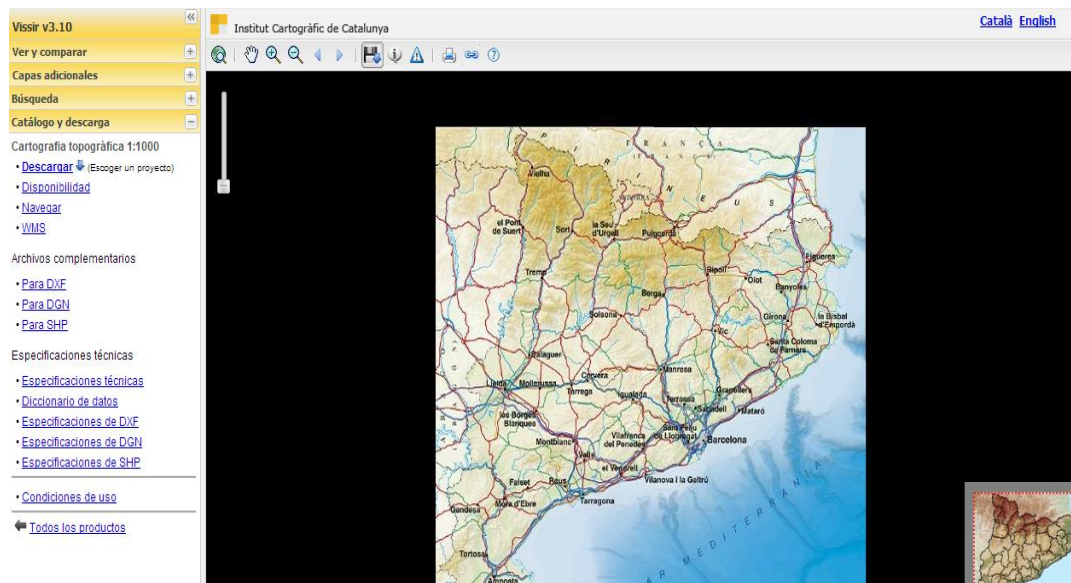 Vissir v3.10
Ver y comparar
Capas adicionales
Búsqueda
Catálogo y descarga
Cartografia topogràfica 1:1000
• Descargar (Escoger un proyecto)
• Disponibilidad
• Navegar
• WMS
Archivos complementarios
• Para DXF
• Para DGN
• Para SHP
Especificaciones técnicas
• Especificaciones técnicas
• Diccionario de datos
• Especificaciones de DXF
• Especificaciones de DGN
• Especificaciones de SHP
• Condiciones de uso
Todos los productos
Institut Cartogràfic de Catalunya
Català English
FRANÇA
PIRINEUS
Vielha
el Pont
de Suert
Sort
la Seu
d'Urgell
Puigcerdà
Figueres
Tremp
Ripoll
Olot
Banyoles
Berga
Solsona
Girona
la Bisbal
d'Empordà
Vic
Santa Coloma
de Farners
Balaguer
Manresa
Cervera
Lleida
Mollerussa
Tàrrega
Igualada
Granollers
Terrassa
Sabadell
Mataró
les Borges
Blanques
Sant Feliu
de Llobregat
Vilafranca
del Penedès
Barcelona
Montblanc
Valls
el Vendrell
Vilanova i la Geltrú
Falset
Reus
Tarragona
Móra d'Ebre
Gandesa
Tortosa
Amposta
MAR MEDITERRÀNIA